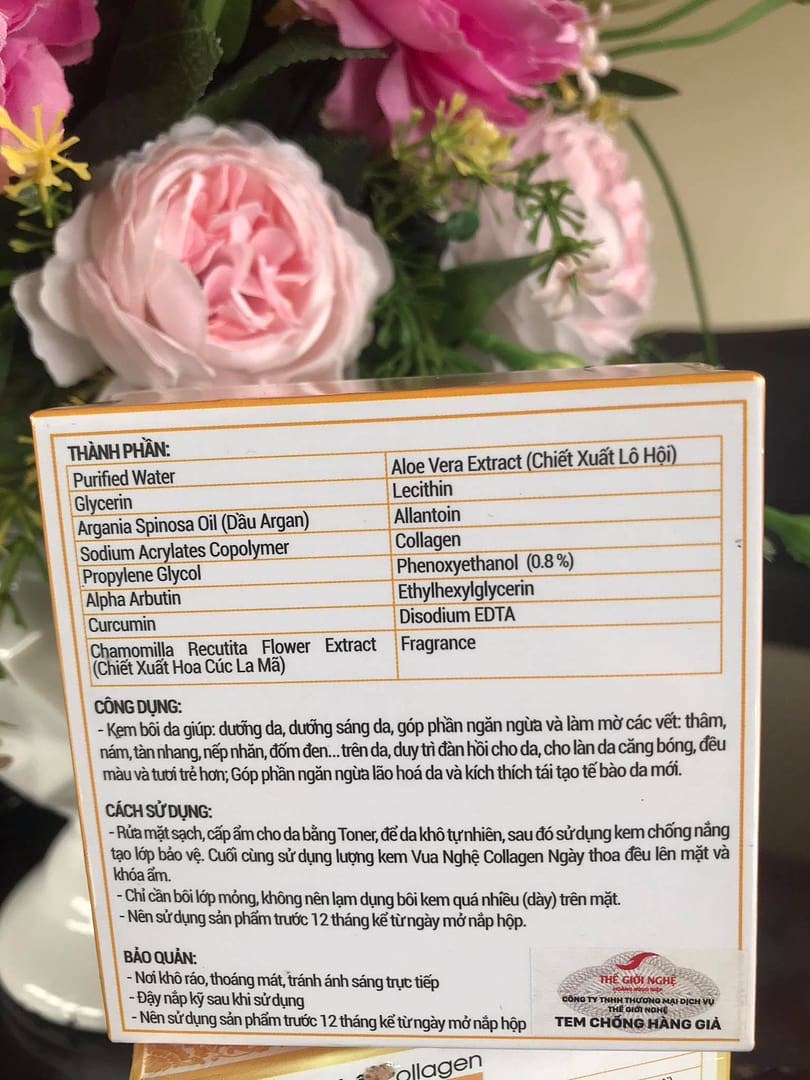 THÀNH PHẦN:
Purified Water
Glycerin
Argania Spinosa Oil (Dầu Argan)
Sodium Acrylates Copolymer
Propylene Glycol
Alpha Arbutin
Curcumin
Chamomilla Recutita Flower Extract
(Chiết Xuất Hoa Cúc La Mã)
Aloe Vera Extract (Chiết Xuất Lô Hội)
Lecithin
Allantoin
Collagen
Phenoxyethanol (0.8 %)
Ethylhexylglycerin
Disodium EDTA
Fragrance
CÔNG DỤNG:
- Kem bôi da giúp: dưỡng da, dưỡng sáng da, góp phần ngăn ngừa và làm mờ các vết: thâm,
nám, tàn nhang, nếp nhăn, đốm đen... trên da, duy trì đàn hồi cho da, cho làn da căng bóng, đều
màu và tươi trẻ hơn; Góp phần ngăn ngừa lão hoá da và kích thích tái tạo tế bào da mới.
CÁCH SỬ DỤNG:
- Rửa mặt sạch, cấp ẩm cho da bằng Toner, để da khô tự nhiên, sau đó sử dụng kem chống nắng
tạo lớp bảo vệ. Cuối cùng sử dụng lượng kem Vua Nghệ Collagen Ngày thoa đều lên mặt và
khóa ẩm.
- Chỉ cần bôi lớp mỏng, không nên lạm dụng bôi kem quá nhiều (dày) trên mặt.
- Nên sử dụng sản phẩm trước 12 tháng kể từ ngày mở nắp hộp.
BẢO QUẢN:
- Nơi khô ráo, thoáng mát, tránh ánh sáng trực tiếp
- Đậy nắp kỹ sau khi sử dụng
- Nên sử dụng sản phẩm trước 12 tháng kể từ ngày mở nắp hộp
THẾ GIỚI NGHỆ
CÔNG TY TNHH THƯƠNG MẠI DỊCH VỤ
THẾ GIỚI NGHỆ
TEM CHỐNG HÀNG GIẢ
ollagen